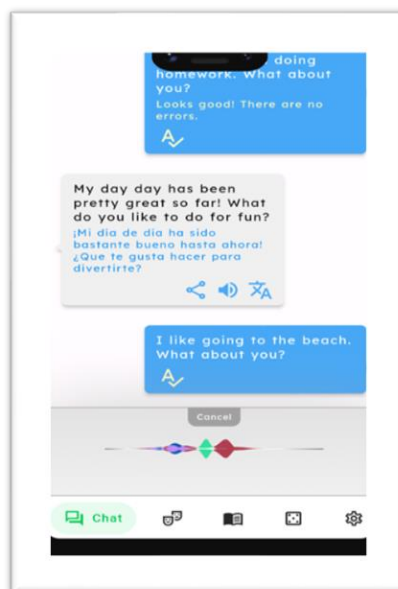 doing
homework. What about
you?
Looks good! There are no
errors.
My day day has been
pretty great so far! What
do you like to do for fun?
¡Mi dia de dia ha sido
bastante bueno hasta ahora!
¿Que te gusta hacer para
divertirte?
I like going to the beach.
What about you?
Cancel
Chat